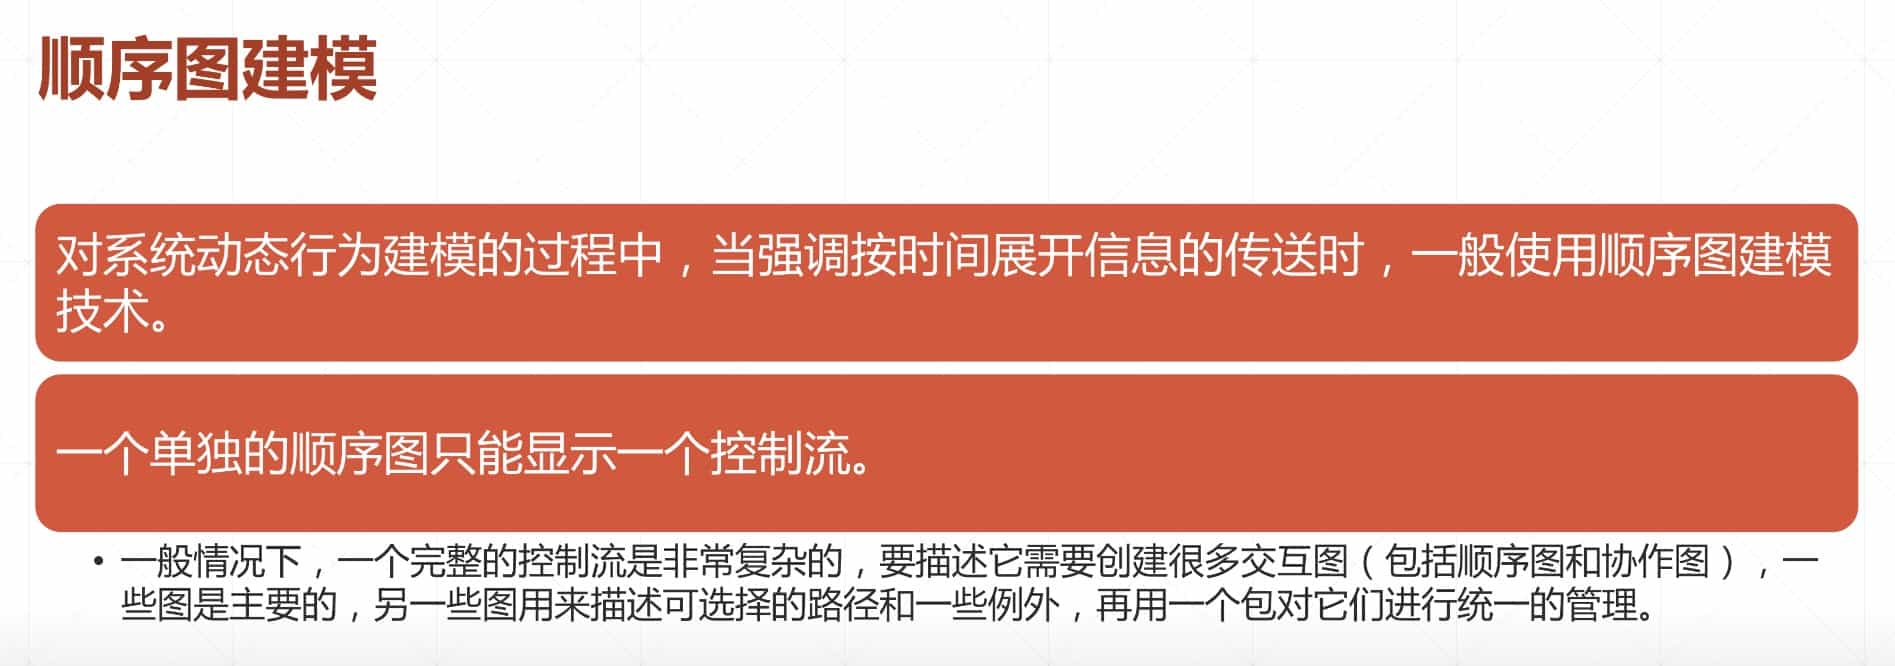 顺序图建模
对系统动态行为建模的过程中，当强调按时间展开信息的传送时，一般使用顺序图建模
技术。
一个单独的顺序图只能显示一个控制流。
• 一般情况下，一个完整的控制流是非常复杂的，要描述它需要创建很多交互图（包括顺序图和协作图），一
些图是主要的，另一些图用来描述可选择的路径和一些例外，再用一个包对它们进行统一的管理。